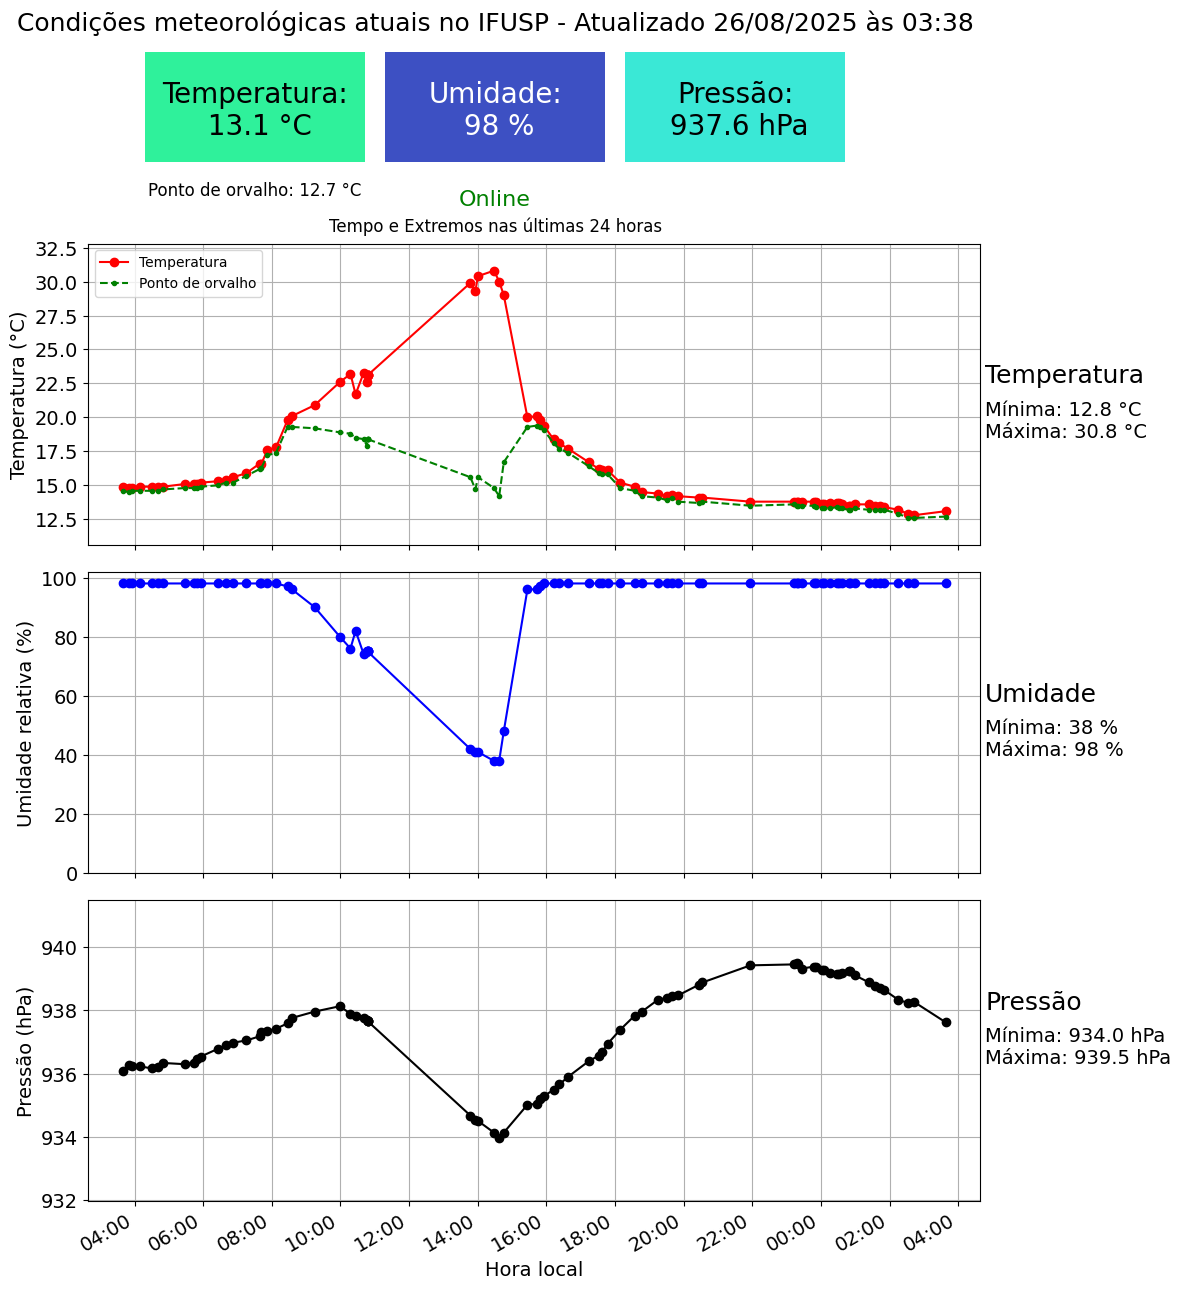 Condições meteorológicas atuais no IFUSP - Atualizado 26/08/2025 às 03:38
Temperatura:
13.1 °C
Umidade:
98 %
Pressão:
937.6 hPa
Ponto de orvalho: 12.7 °C
Online
Tempo e Extremos nas últimas 24 horas
Temperatura
Ponto de orvalho
Temperatura (°C)
32.5
30.0
27.5
25.0
22.5
20.0
17.5
15.0
12.5
Temperatura
Mínima: 12.8 °C
Máxima: 30.8 °C
Umidade relativa (%)
100
80
60
40
20
0
Umidade
Mínima: 38 %
Máxima: 98 %
Pressão (hPa)
940
938
936
934
932
Pressão
Mínima: 934.0 hPa
Máxima: 939.5 hPa
04:00 06:00 08:00 10:00 12:00 14:00 16:00 18:00 20:00 22:00 00:00 02:00 04:00
Hora local